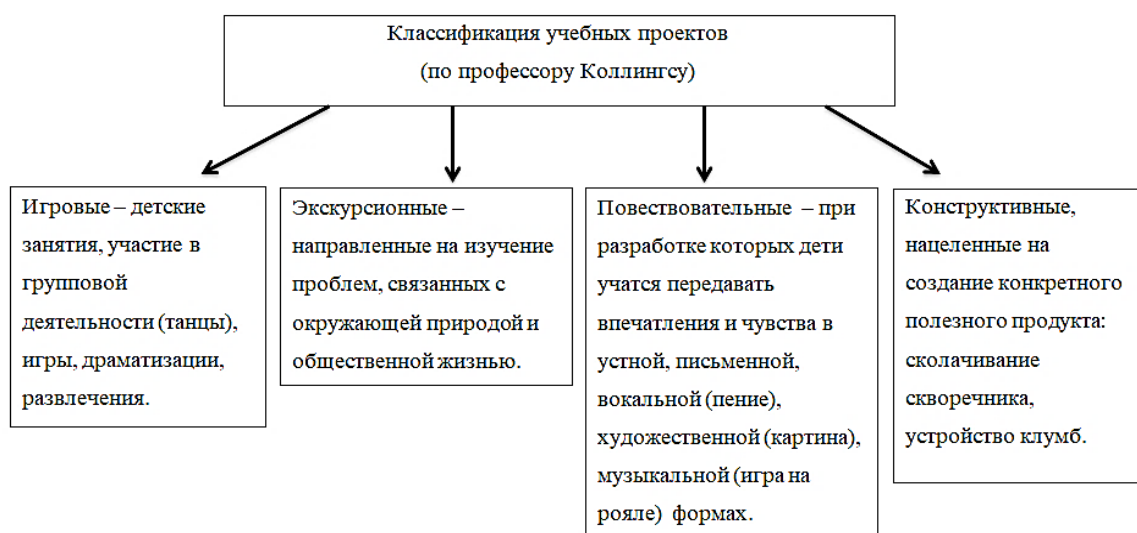 Классификация учебных проектов
(по профессору Коллингсу)
Игровые – детские
занятия, участие в
групповой
деятельности (танцы),
игры, драматизации,
развлечения.
Экскурсионные –
направленные на изучение
проблем, связанных с
окружающей природой и
общественной жизнью.
Повествовательные – при
разработке которых дети
учатся передавать
впечатления и чувства в
устной, письменной,
вокальной (пение),
художественной (картина),
музыкальной (игра на
рояле) формах.
Конструктивные,
нацеленные на
создание конкретного
полезного продукта:
сколачивание
скворечника,
устройство клумб.